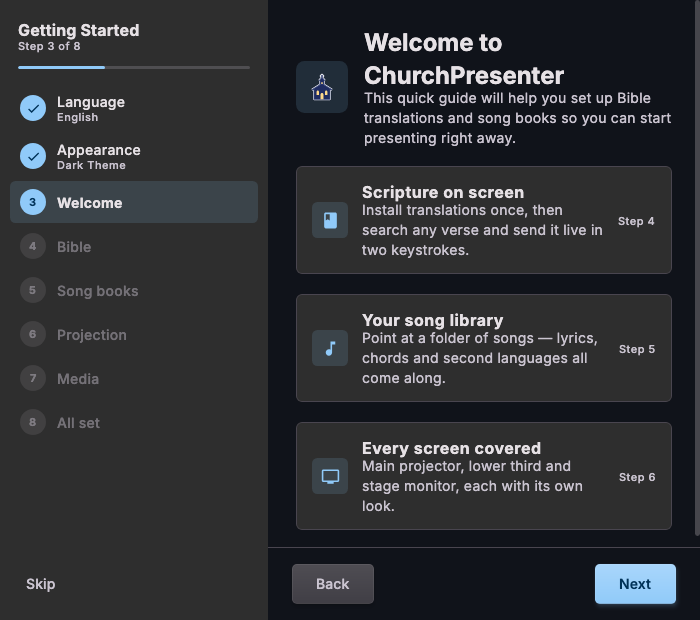 Getting Started
Step 3 of 8
Language
English
Appearance
Dark Theme
3
Welcome
4
Bible
5
Song books
6
Projection
7
Media
8
All set
Skip
Welcome to
ChurchPresenter
This quick guide will help you set up Bible
translations and song books so you can start
presenting right away.
Scripture on screen
Install translations once, then
search any verse and send it live in
two keystrokes.
Step 4
Your song library
Point at a folder of songs — lyrics,
chords and second languages all
come along.
Step 5
Every screen covered
Main projector, lower third and
stage monitor, each with its own
look.
Step 6
Back
Next